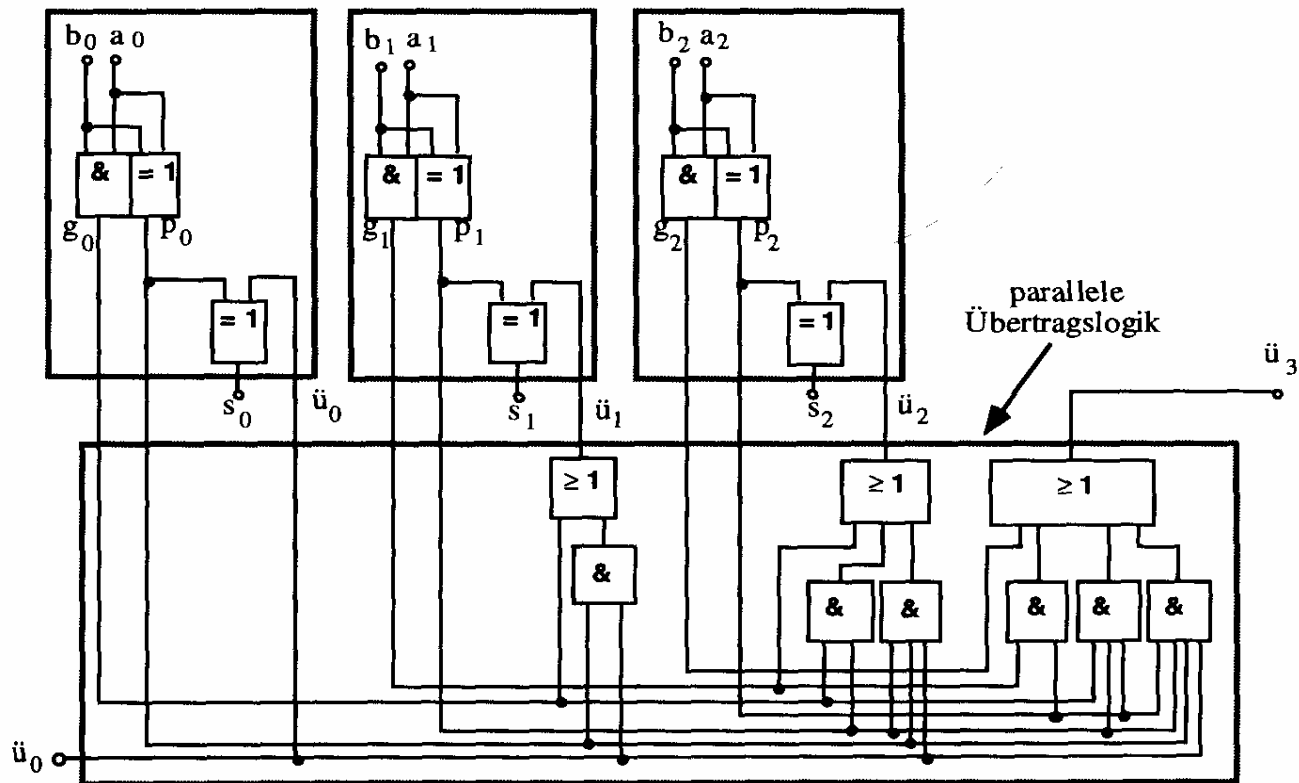 b0 a0
b1 a1
b2 a2
& = 1
& = 1
& = 1
g0 p0
g1 p1
g2 p2
= 1
= 1
= 1
parallele
Übertragslogik
ü3
s0 ü0
s1 ü1
s2 ü2
≥ 1
≥ 1
≥ 1
&
& &
& & &
ü0